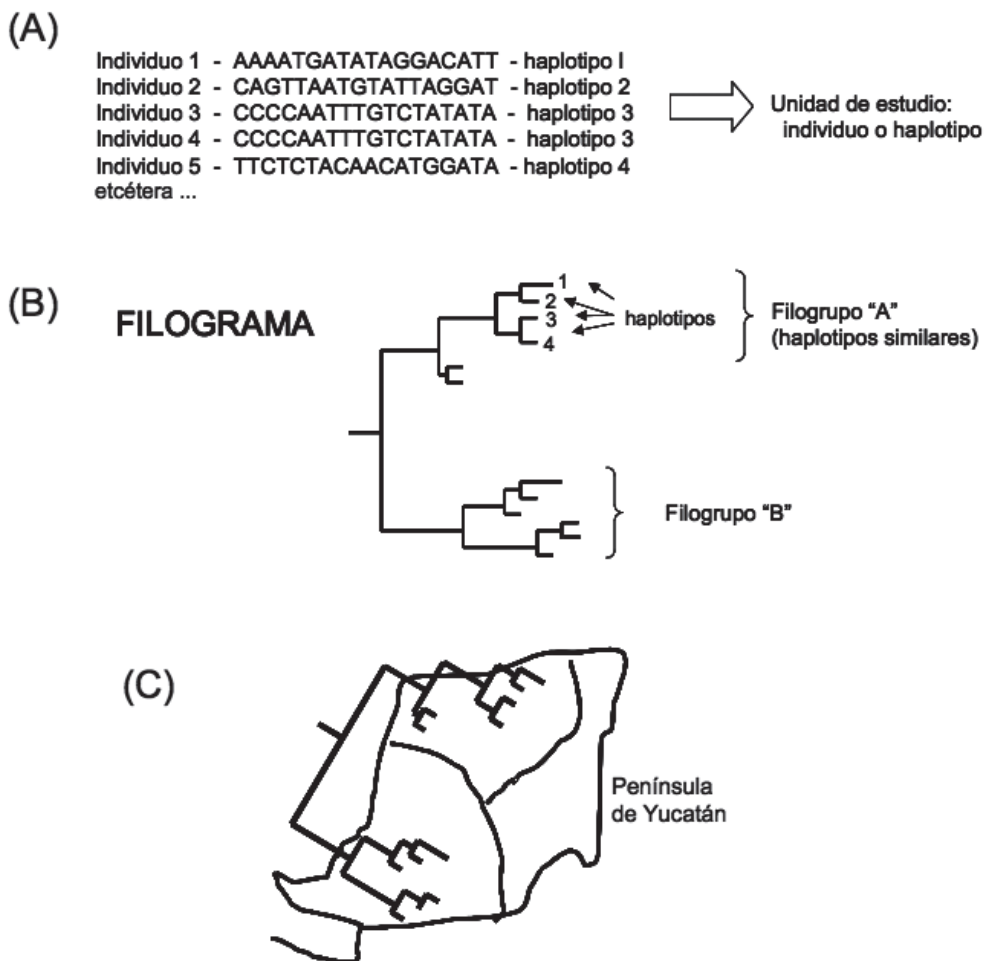 (A)
Individuo 1 - AAAATGATATAGGACATT - haplotipo I
Individuo 2 - CAGTTAATGTATTAGGAT - haplotipo 2
Individuo 3 - CCCCAATTTGTCTATATA - haplotipo 3
Individuo 4 - CCCCAATTTGTCTATATA - haplotipo 3
Individuo 5 - TTCTCTACAACATGGATA - haplotipo 4
etcétera ...
Unidad de estudio:
individuo o haplotipo
(B)
FILOGRAMA
1
2
3
4
haplotipos
Filogrupo “A”
(haplotipos similares)
Filogrupo “B”
(C)
Península
de Yucatán